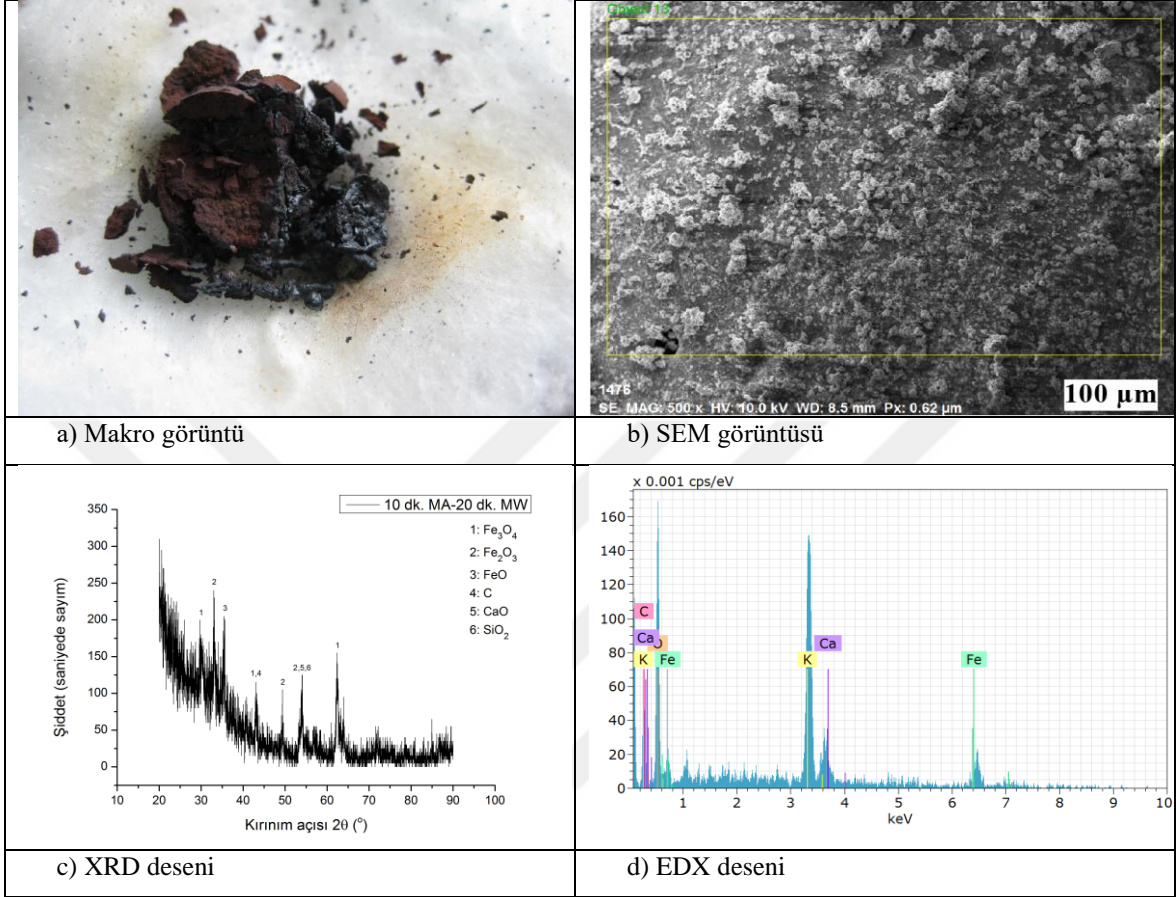 1476
SE MAG: 500 x HV: 10.0 kV WD: 8.5 mm Px: 0.62 µm
100 µm
a) Makro görüntü
b) SEM görüntüsü
350
300
250
200
150
100
50
0
Şiddet (saniyede sayım)
10 dk. MA-20 dk. MW
1: Fe₃O₄
2: Fe₂O₃
3: FeO
4: C
5: CaO
6: SiO₂
1
2
3
1,4
2
2,5,6
1
10 20 30 40 50 60 70 80 90 100
Kırınım açısı 2θ (°)
x 0.001 cps/eV
160
140
120
100
80
60
40
20
0
C
Ca O
K Fe
K
Ca
Fe
1 2 3 4 5 6 7 8 9 10
keV
c) XRD deseni
d) EDX deseni